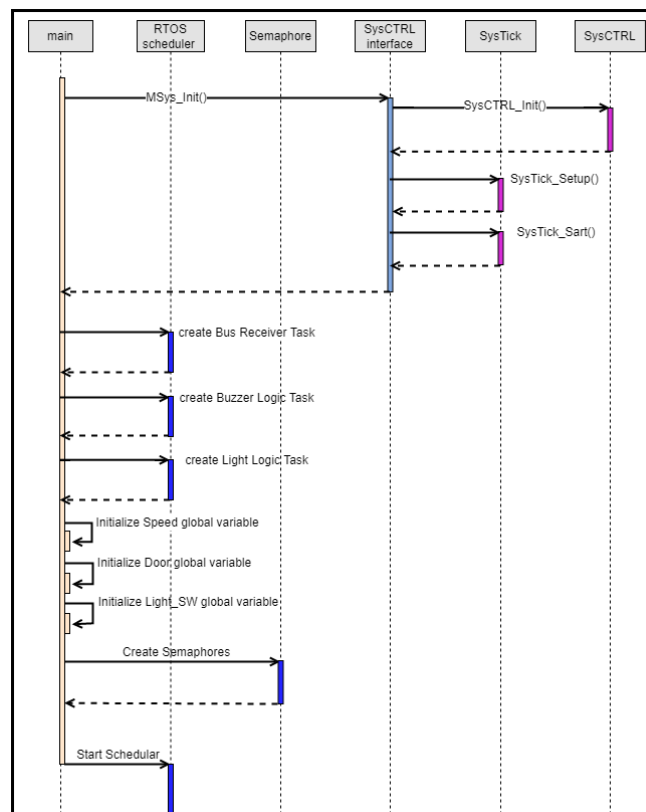 main
RTOS
scheduler
Semaphore
SysCTRL
interface
SysTick
SysCTRL
MSys_Init()
SysCTRL_Init()
SysTick_Setup()
SysTick_Sart()
create Bus Receiver Task
create Buzzer Logic Task
create Light Logic Task
Initialize Speed global variable
Initialize Door global variable
Initialize Light_SW global variable
Create Semaphores
Start Schedular